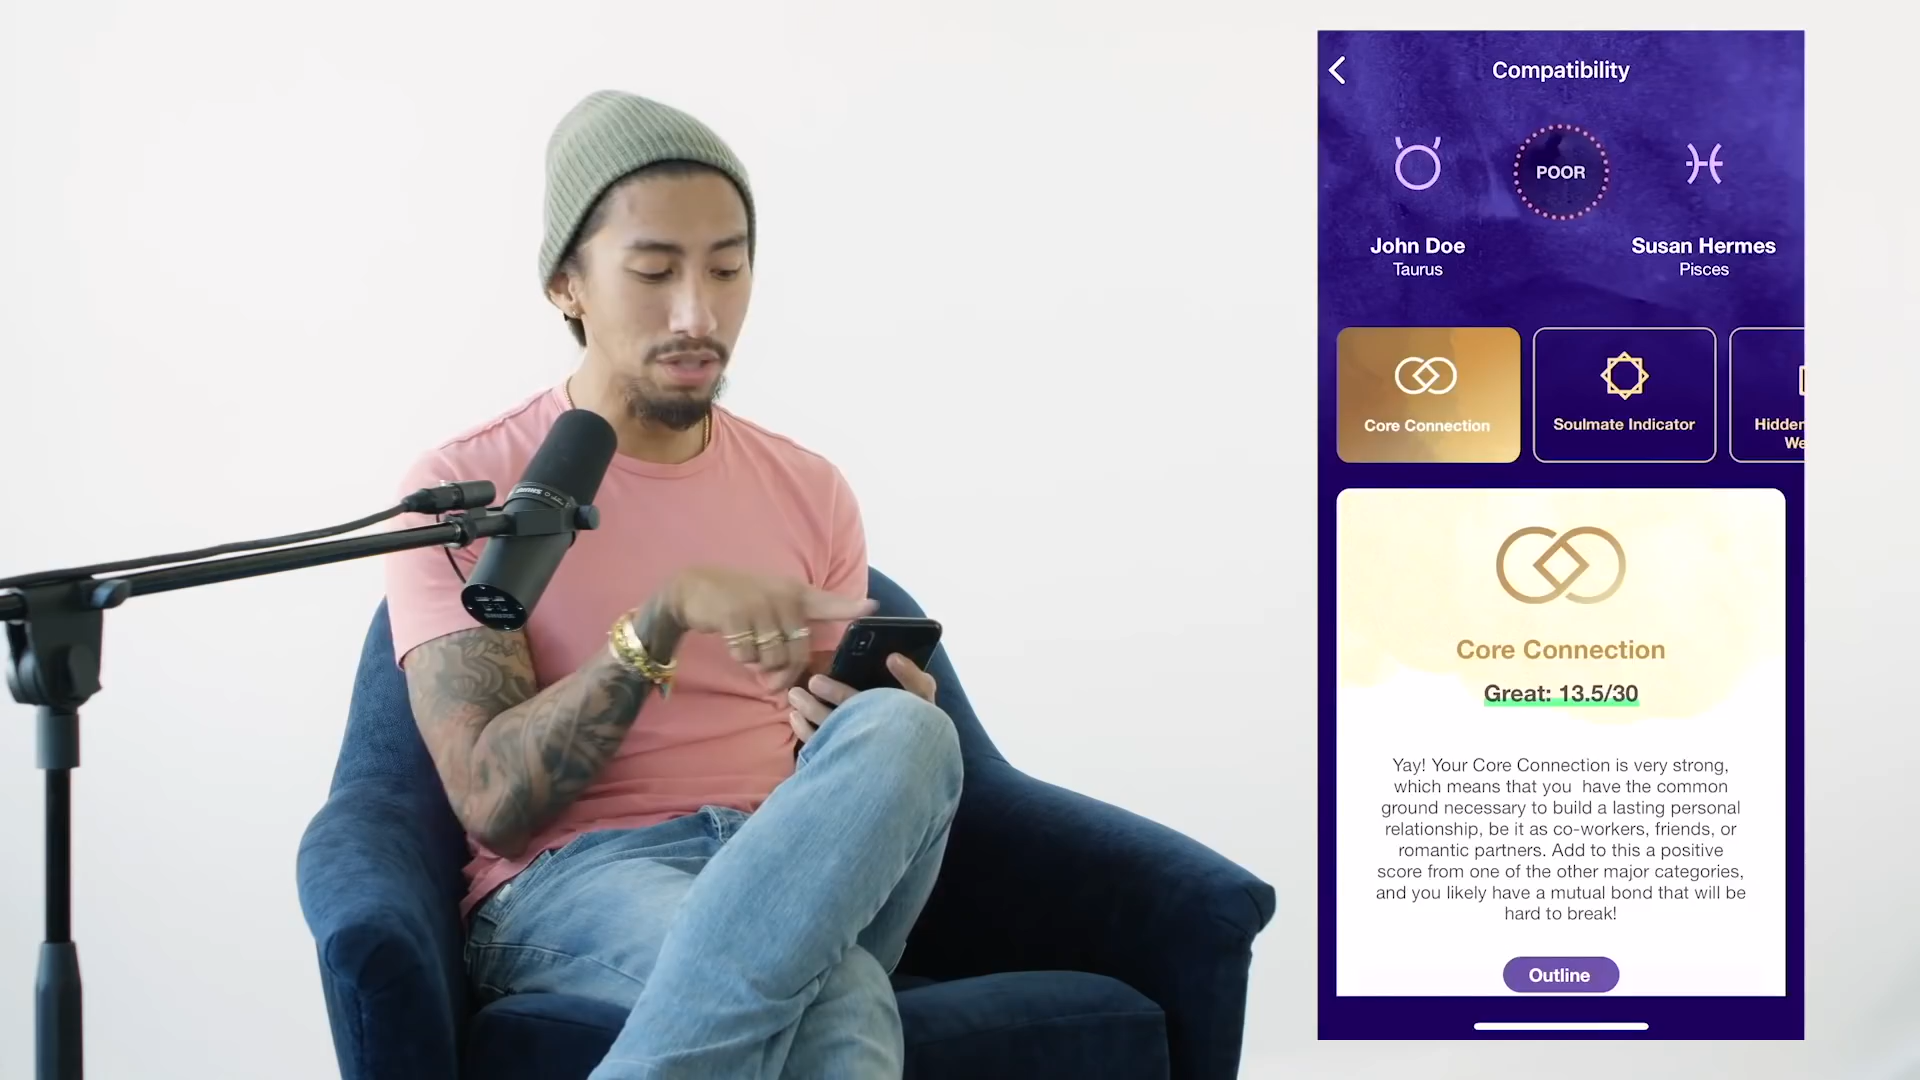 Compatibility
POOR
John Doe
Taurus
Susan Hermes
Pisces
Core Connection
Soulmate Indicator
Hidden
We
Core Connection
Great: 13.5/30
Yay! Your Core Connection is very strong,
which means that you have the common
ground necessary to build a lasting personal
relationship, be it as co-workers, friends, or
romantic partners. Add to this a positive
score from one of the other major categories,
and you likely have a mutual bond that will be
hard to break!
Outline
SHURE